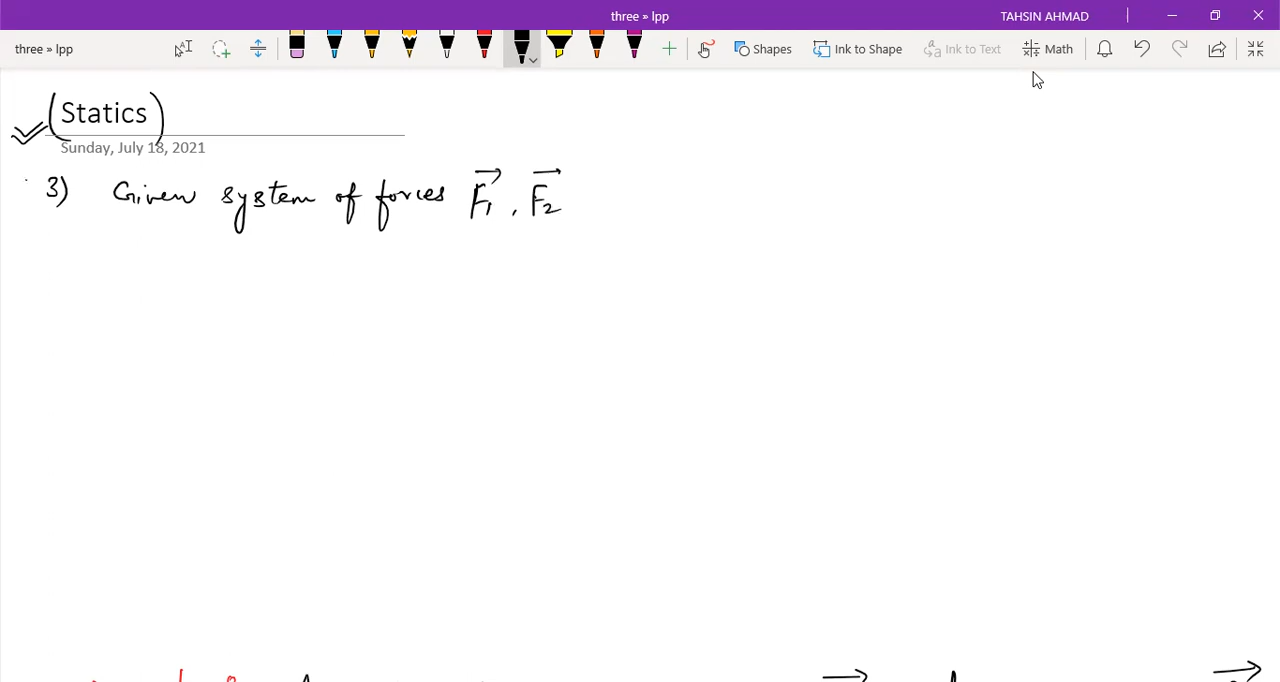 three » lpp
TAHSIN AHMAD
three » lpp
Shapes
Ink to Shape
Ink to Text
Math
(Statics)
Sunday, July 18, 2021
3) Given system of forces F₁, F₂